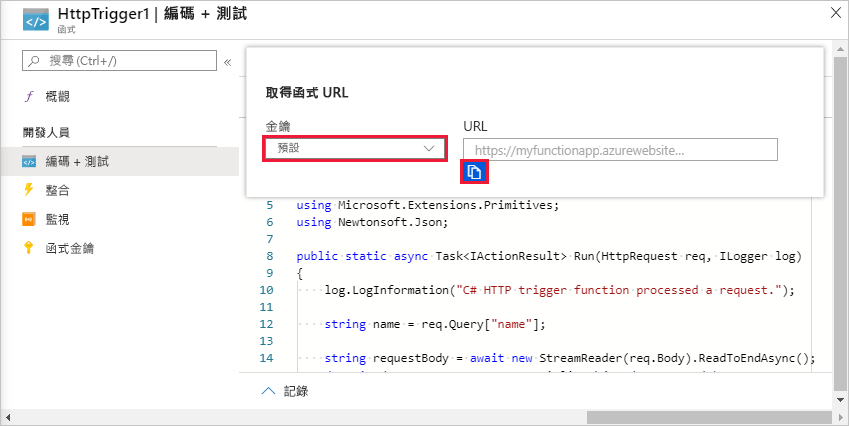 HttpTrigger1 | 編碼 + 測試
函式
搜尋 (Ctrl+/)
«
概觀
開發人員
編碼 + 測試
整合
監視
函式金鑰
取得函式 URL
金鑰
預設
URL
https://myfunctionapp.azurewebsite...
5 using Microsoft.Extensions.Primitives;
6 using Newtonsoft.Json;
7
8 public static async Task<IActionResult> Run(HttpRequest req, ILogger log)
9 {
10 log.LogInformation("C# HTTP trigger function processed a request.");
11
12 string name = req.Query["name"];
13
14 string requestBody = await new StreamReader(req.Body).ReadToEndAsync();
記錄